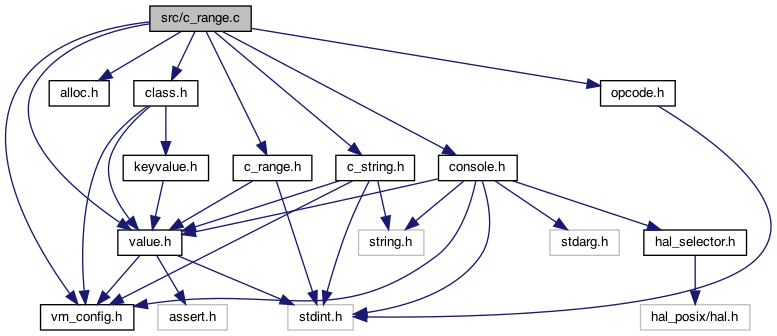 src/c_range.c
alloc.h
class.h
opcode.h
keyvalue.h
c_range.h
c_string.h
console.h
value.h
string.h
stdarg.h
hal_selector.h
vm_config.h
assert.h
stdint.h
hal_posix/hal.h